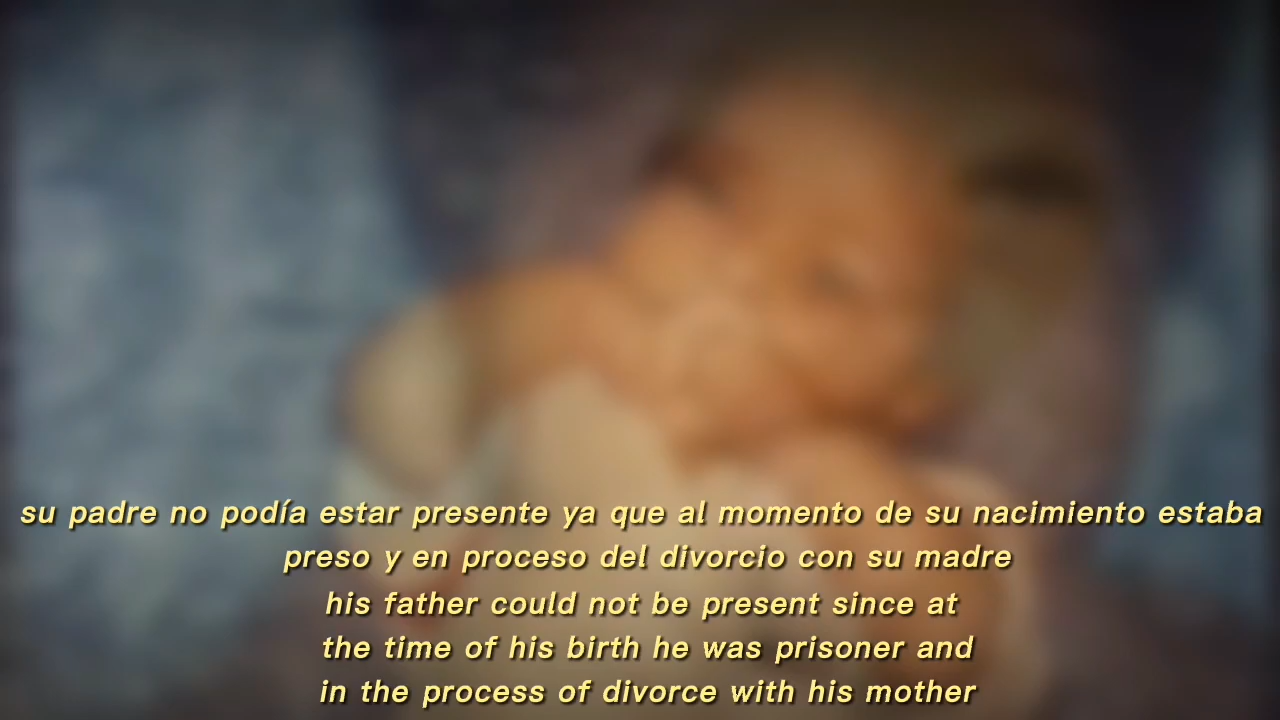 su padre no podía estar presente ya que al momento de su nacimiento estaba
preso y en proceso del divorcio con su madre
his father could not be present since at
the time of his birth he was prisoner and
in the process of divorce with his mother